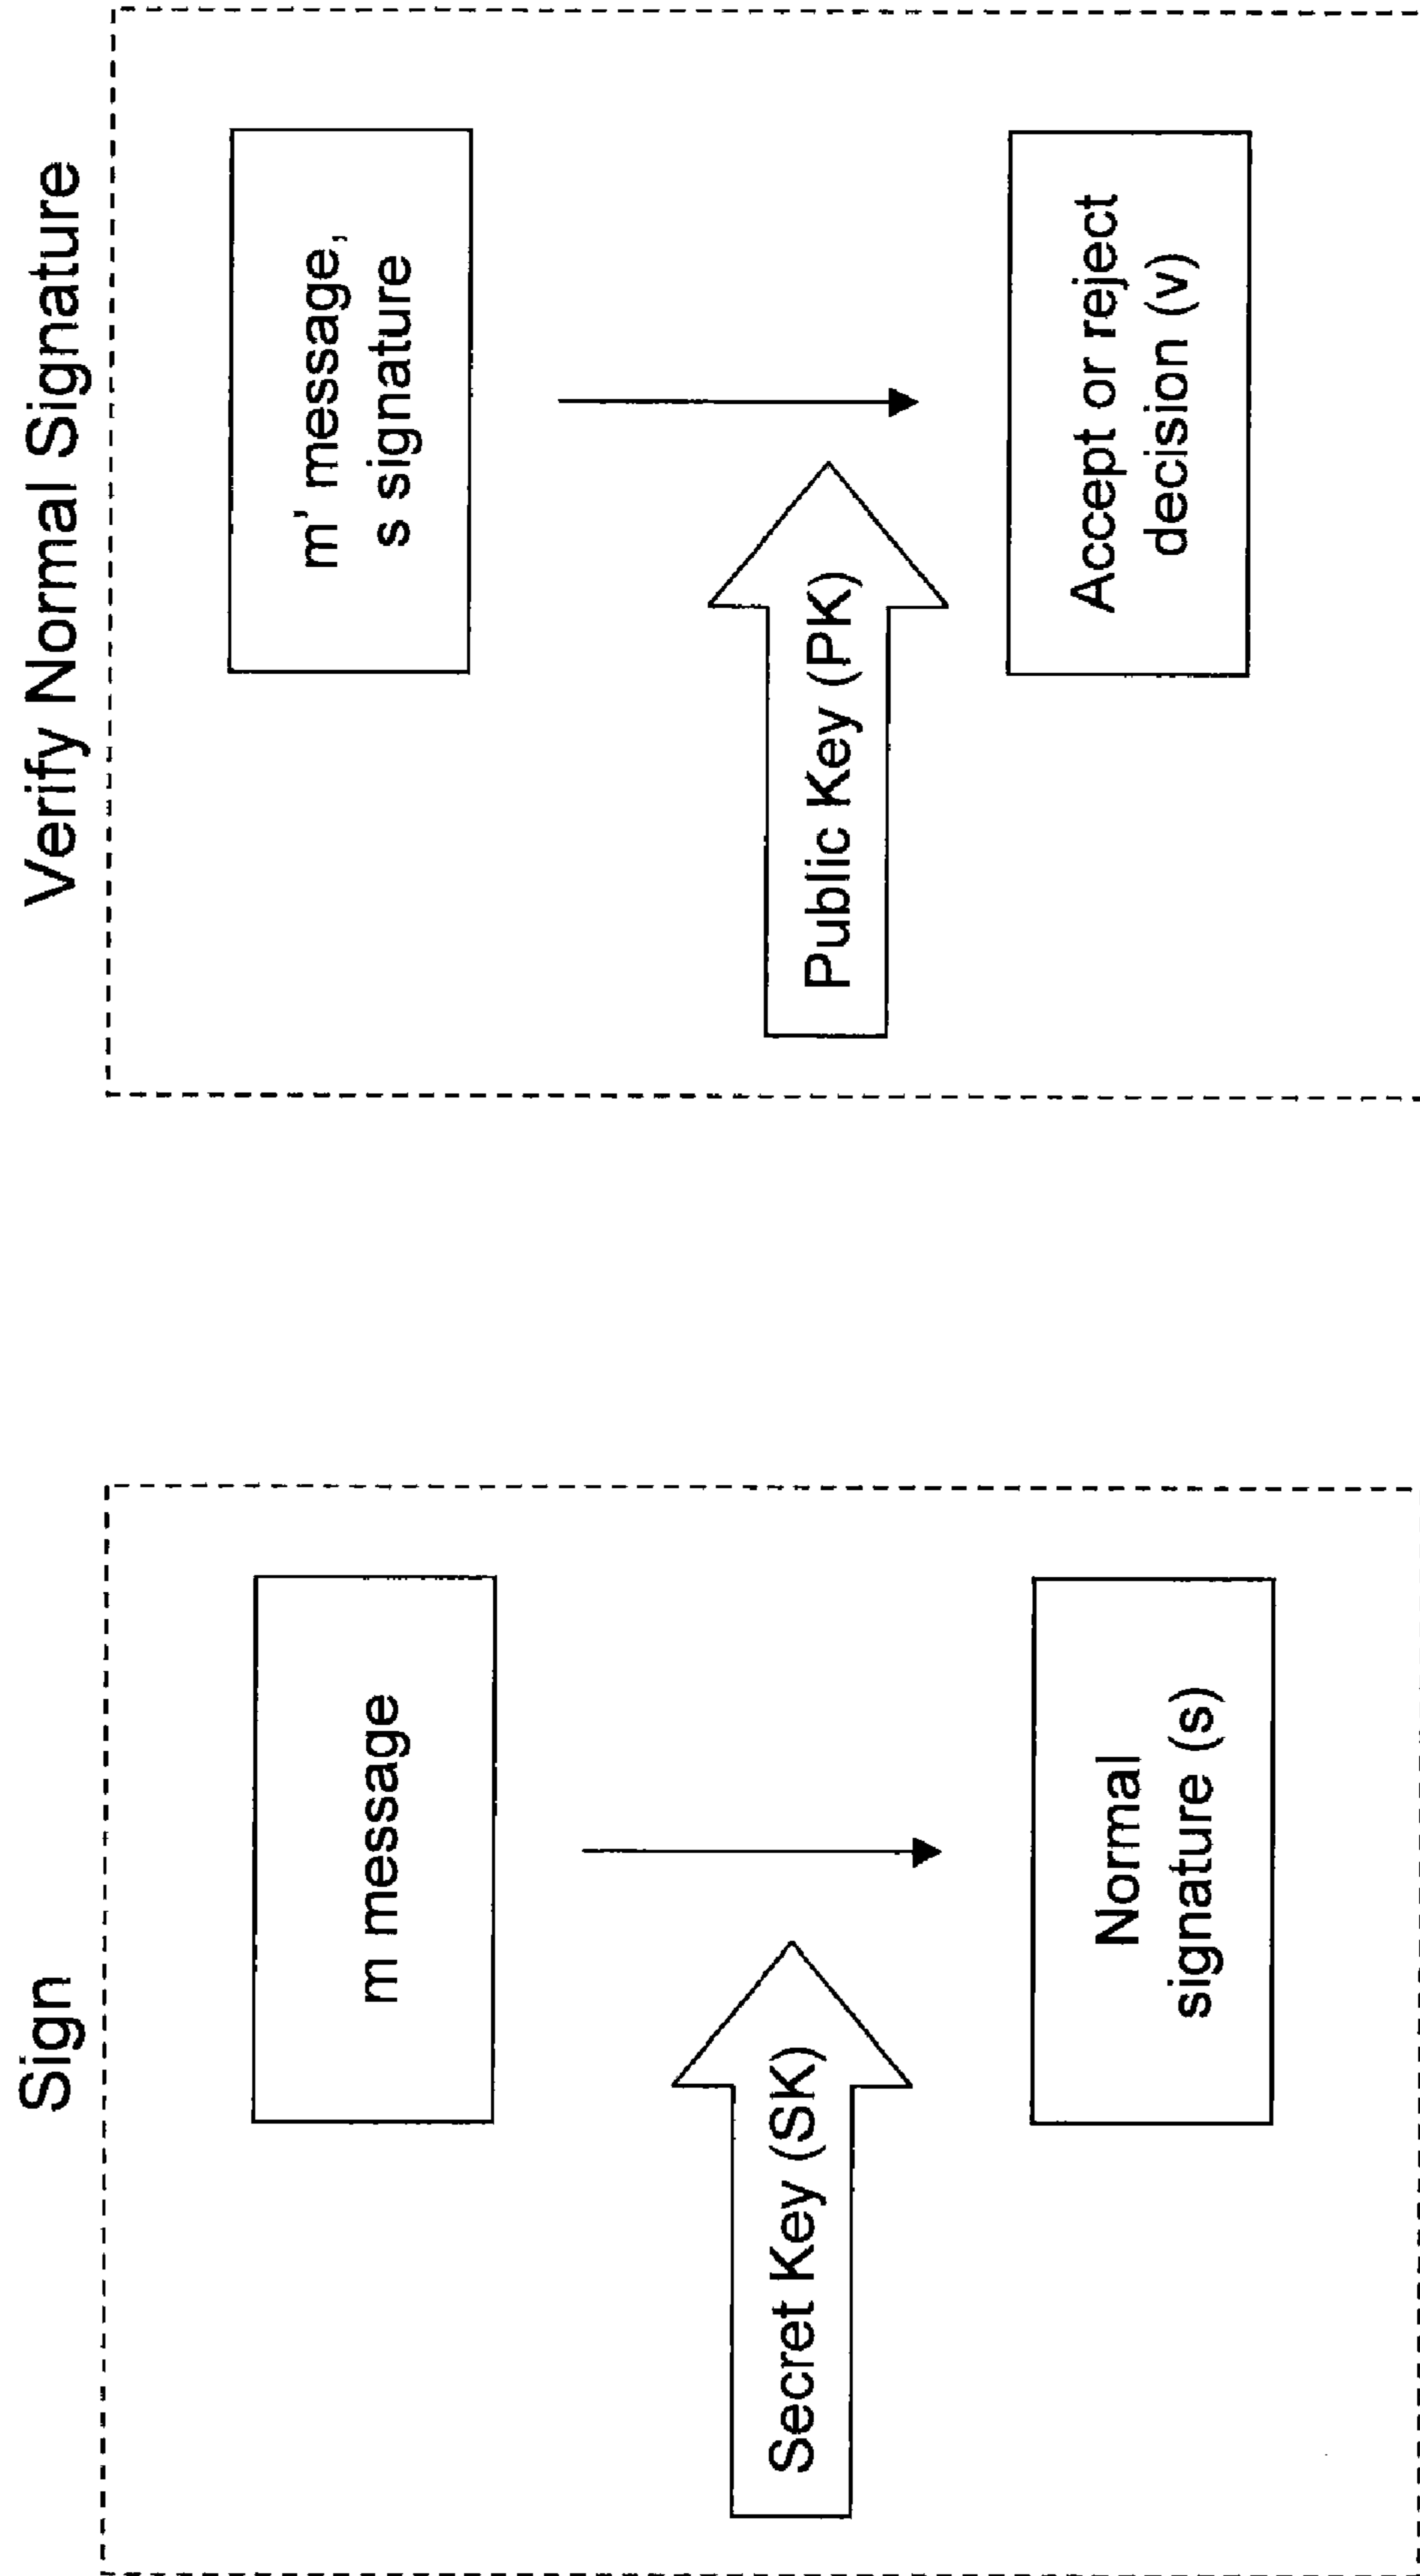 Sign
m message
Secret Key (SK)
Normal
signature (s)
Verify Normal Signature
m' message,
s signature
Public Key (PK)
Accept or reject
decision (v)